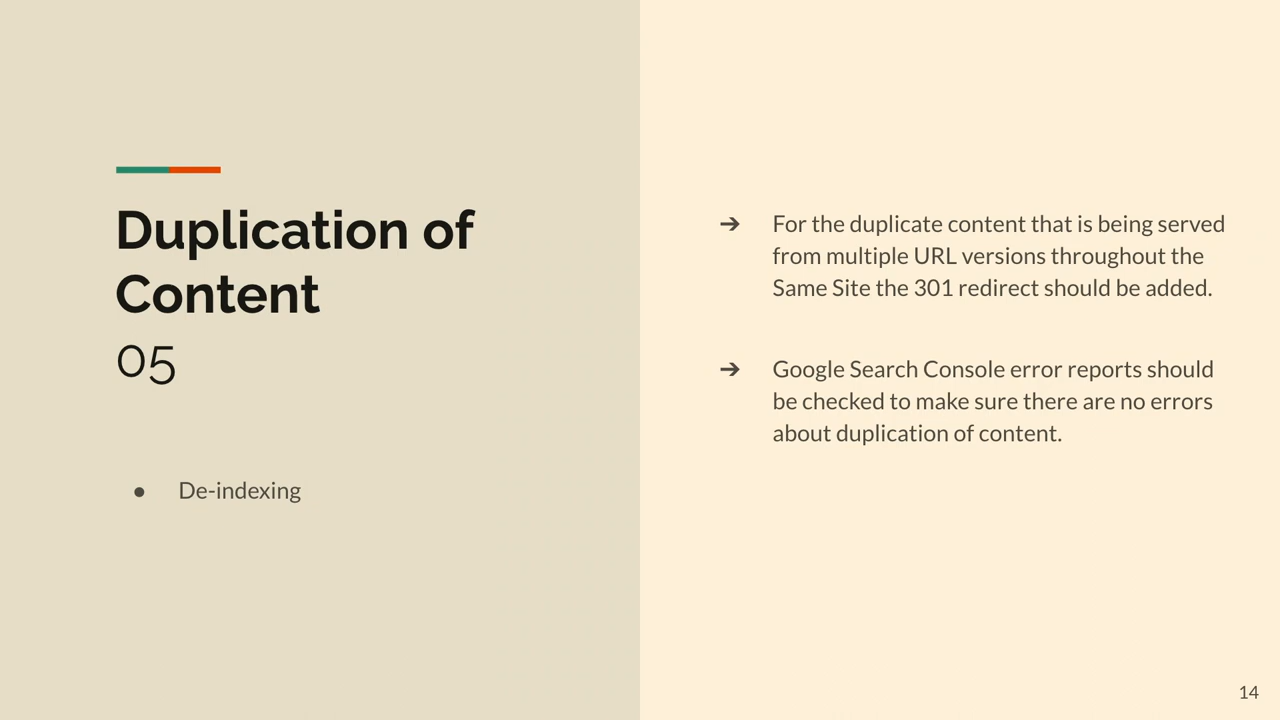 Duplication of
Content
05
● De-indexing
➔ For the duplicate content that is being served
from multiple URL versions throughout the
Same Site the 301 redirect should be added.
➔ Google Search Console error reports should
be checked to make sure there are no errors
about duplication of content.
14